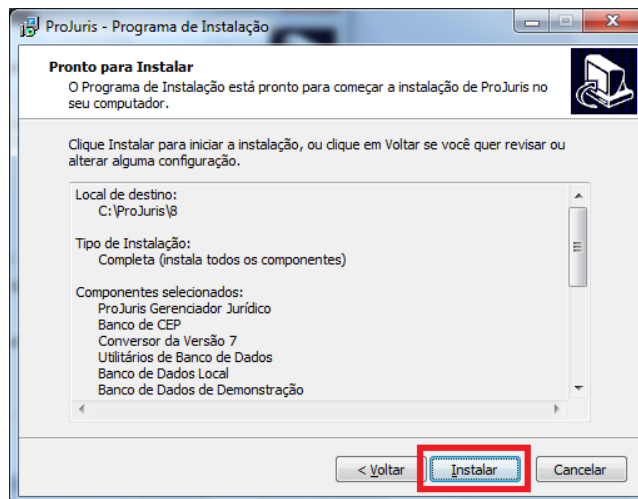 ProJuris - Programa de Instalação
Pronto para Instalar
O Programa de Instalação está pronto para começar a instalação de ProJuris no
seu computador.
Clique Instalar para iniciar a instalação, ou clique em Voltar se você quer revisar ou
alterar alguma configuração.
Local de destino:
C:\ProJuris\8
Tipo de Instalação:
Completa (instala todos os componentes)
Componentes selecionados:
ProJuris Gerenciador Jurídico
Banco de CEP
Conversor da Versão 7
Utilitários de Banco de Dados
Banco de Dados Local
Banco de Dados de Demonstração
< Voltar Instalar Cancelar